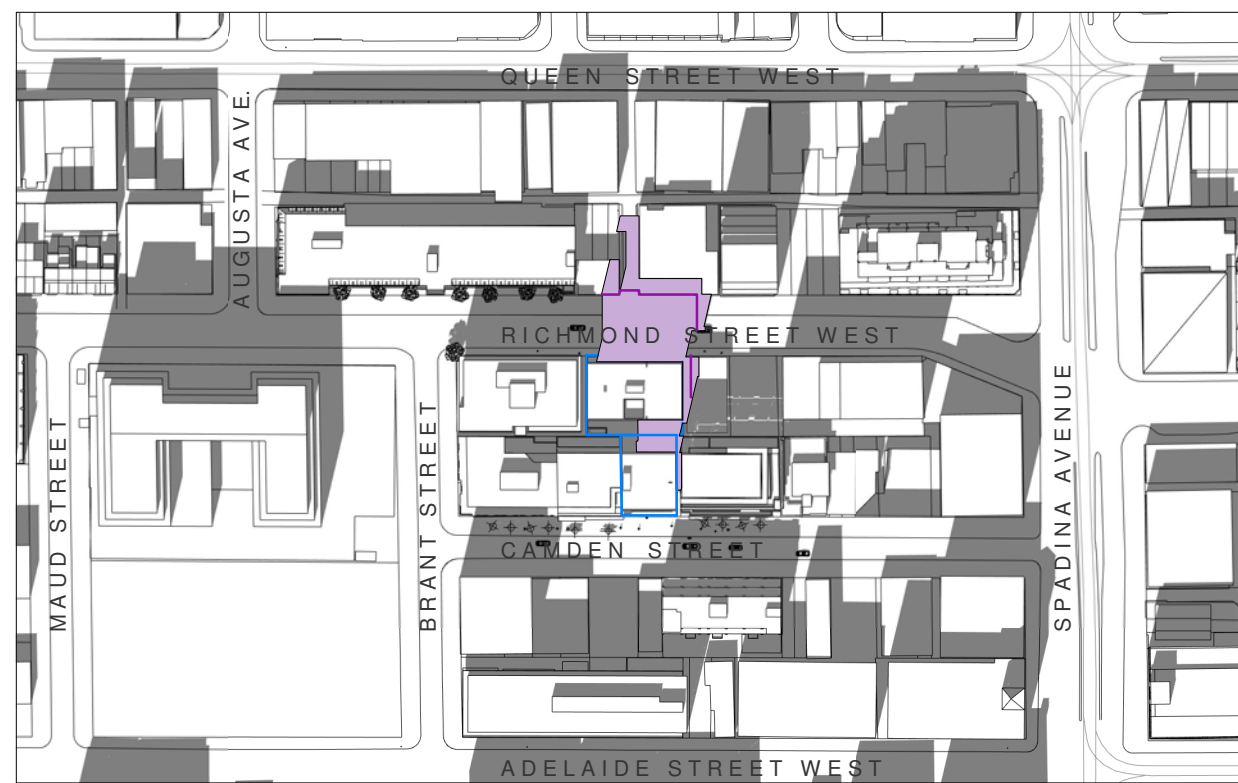 QUEEN STREET WEST
AUGUSTA AVE.
RICHMOND STREET WEST
MAUD STREET
BRANT STREET
SPADINA AVENUE
CAMDEN STREET
ADELAIDE STREET WEST